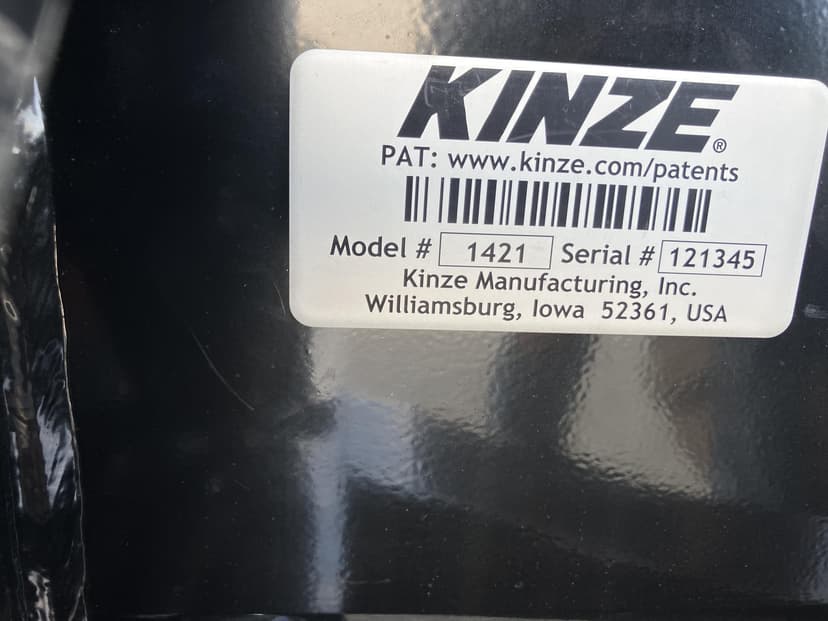 KINZE®
PAT: www.kinze.com/patents
Model # 1421 Serial # 121345
Kinze Manufacturing, Inc.
Williamsburg, Iowa 52361, USA